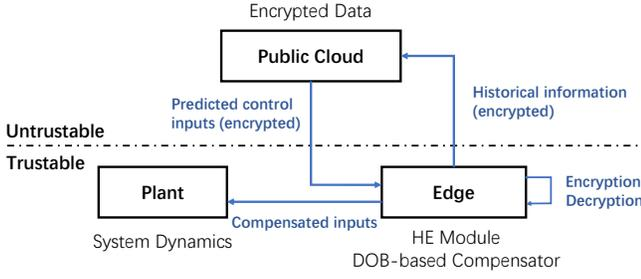 Encrypted Data
Public Cloud
Predicted control
inputs (encrypted)
Historical information
(encrypted)
Untrustable
Trustable
Plant
Edge
Encryption
Decryption
Compensated inputs
System Dynamics
HE Module
DOB-based Compensator